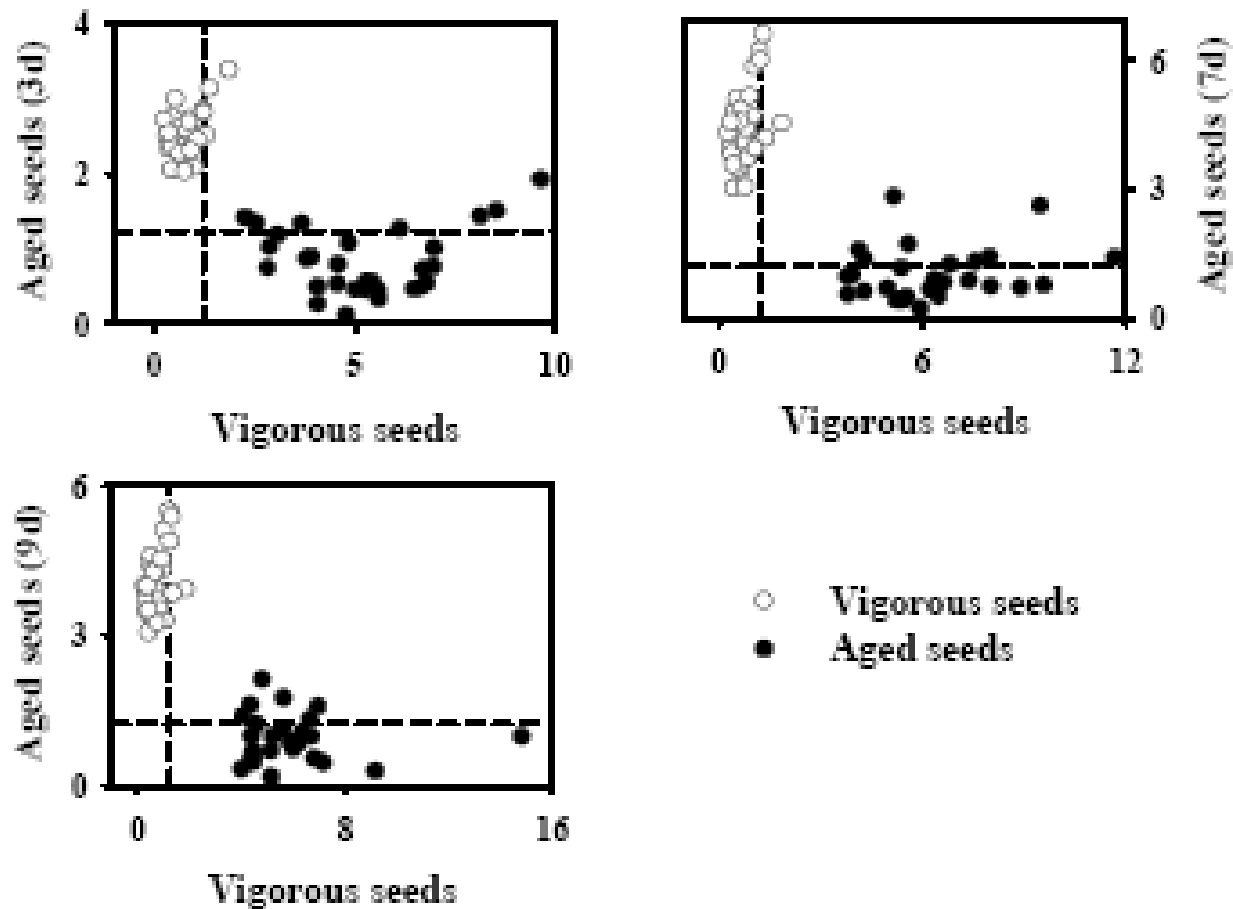 Aged seeds (3d)
4
2
0
0 5 10
Vigorous seeds
Aged seeds (7d)
6
3
0
0 6 12
Vigorous seeds
Aged seeds (9d)
6
3
0
0 8 16
Vigorous seeds
Vigorous seeds
Aged seeds